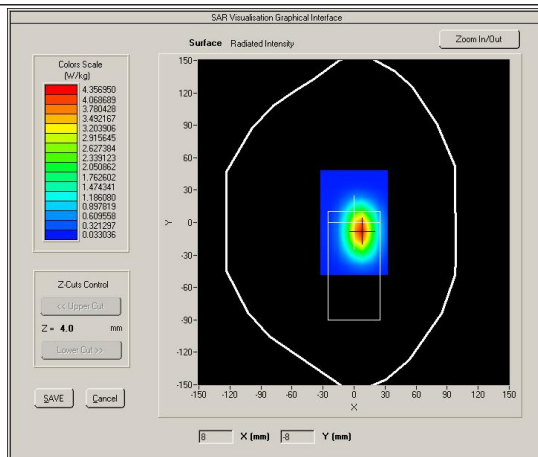 SAR Visualisation Graphical Interface
Surface Radiated Intensity
Zoom In/Out
Colors Scale
(W/kg)
4.356950
4.068689
3.780428
3.492167
3.203906
2.915645
2.627384
2.339123
2.050862
1.762602
1.474341
1.186080
0.897819
0.609558
0.321297
0.033036
Z-Cuts Control
<< Upper Cut
Z = 4.0 mm
Lower Cut >>
SAVE Cancel
150
120
90
60
30
0
-30
-60
-90
-120
-150
Y
-150 -120 -90 -60 -30 0 30 60 90 120 150
X
8 X (mm) -8 Y (mm)